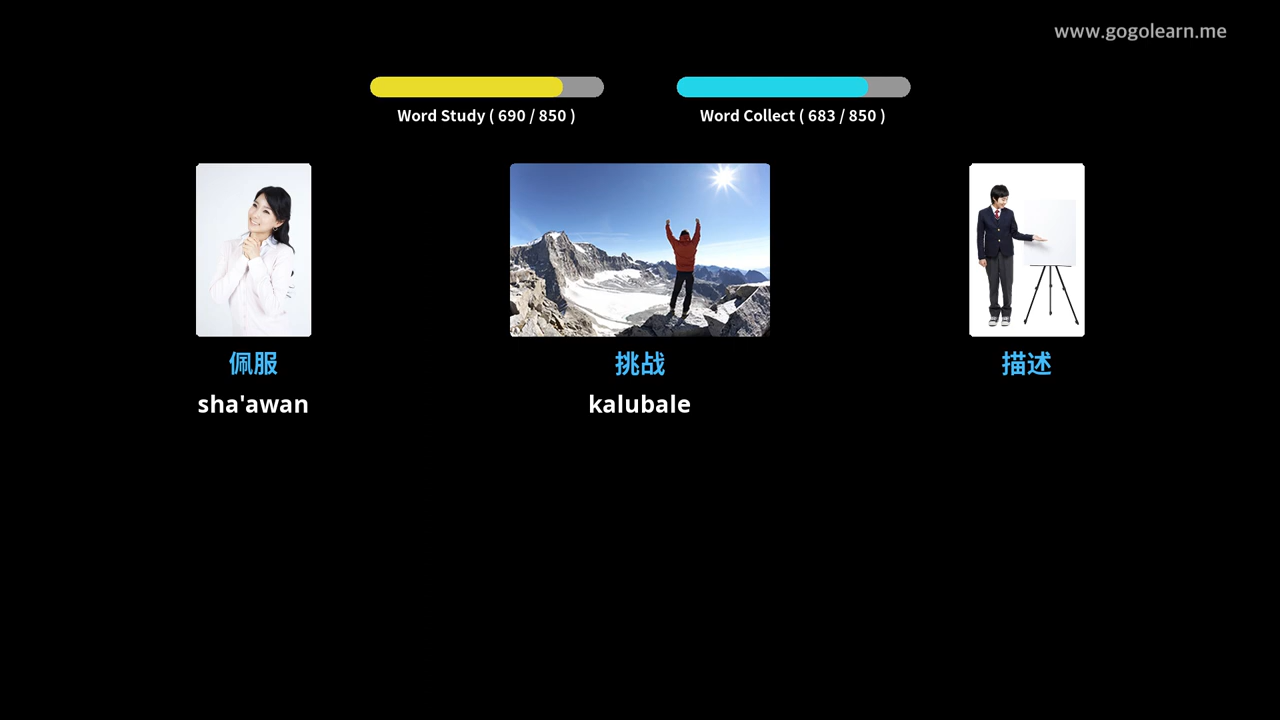 www.gogolearn.me
Word Study ( 690 / 850 )
Word Collect ( 683 / 850 )
佩服
挑战
描述
sha'awan
kalubale